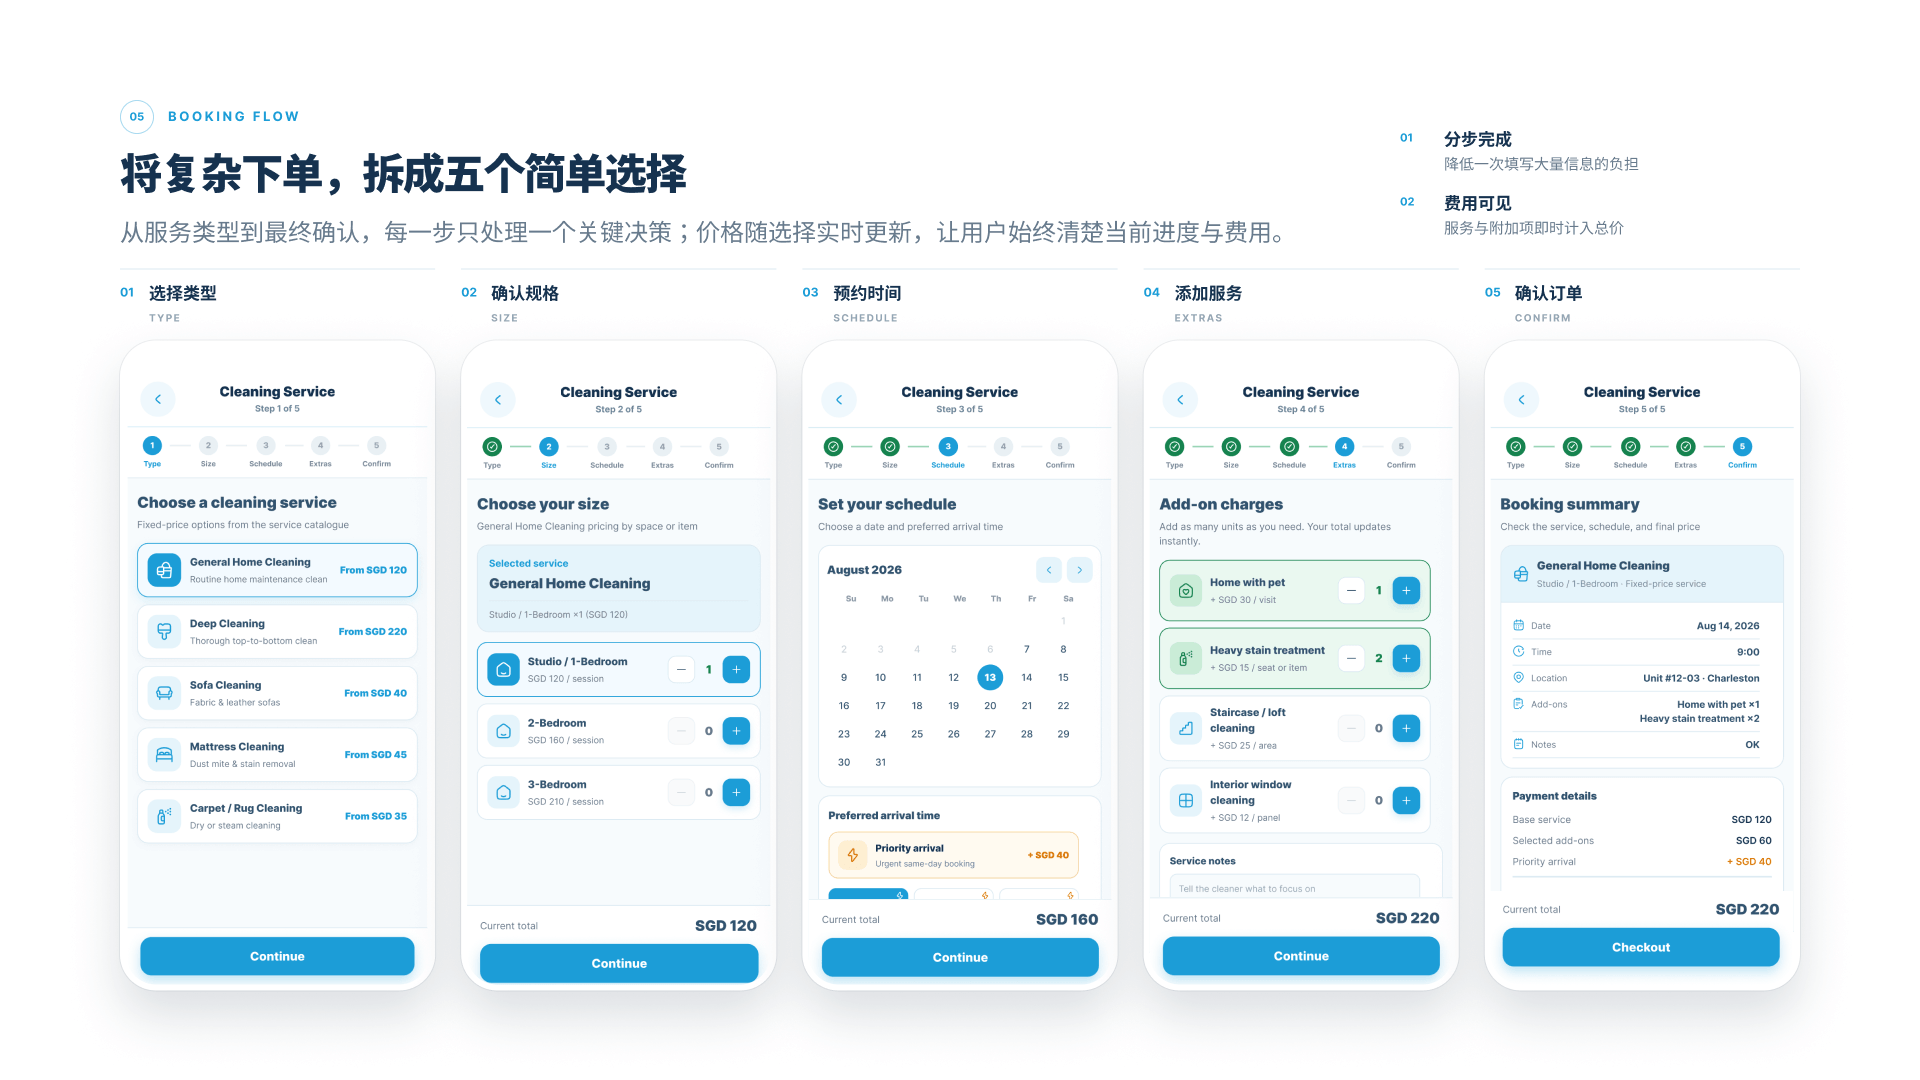 05 BOOKING FLOW
将复杂下单，拆成五个简单选择
从服务类型到最终确认，每一步只处理一个关键决策；价格随选择实时更新，让用户始终清楚当前进度与费用。
01 分步完成
降低一次填写大量信息的负担
02 费用可见
服务与附加项即时计入总价
01 选择类型
TYPE
Cleaning Service
Step 1 of 5
1 2 3 4 5
Type Size Schedule Extras Confirm
Choose a cleaning service
Fixed-price options from the service catalogue
General Home Cleaning
Routine home maintenance clean
From SGD 120
Deep Cleaning
Thorough top-to-bottom clean
From SGD 220
Sofa Cleaning
Fabric & leather sofas
From SGD 40
Mattress Cleaning
Dust mite & stain removal
From SGD 45
Carpet / Rug Cleaning
Dry or steam cleaning
From SGD 35
Continue
02 确认规格
SIZE
Cleaning Service
Step 2 of 5
2 3 4 5
Type Size Schedule Extras Confirm
Choose your size
General Home Cleaning pricing by space or item
Selected service
General Home Cleaning
Studio / 1-Bedroom ×1 (SGD 120)
Studio / 1-Bedroom
SGD 120 / session
1
2-Bedroom
SGD 160 / session
0
3-Bedroom
SGD 210 / session
0
Current total SGD 120
Continue
03 预约时间
SCHEDULE
Cleaning Service
Step 3 of 5
3 4 5
Type Size Schedule Extras Confirm
Set your schedule
Choose a date and preferred arrival time
August 2026
Su Mo Tu We Th Fr Sa
1
2 3 4 5 6 7 8
9 10 11 12 13 14 15
16 17 18 19 20 21 22
23 24 25 26 27 28 29
30 31
Preferred arrival time
Priority arrival
Urgent same-day booking
+ SGD 40
Current total SGD 160
Continue
04 添加服务
EXTRAS
Cleaning Service
Step 4 of 5
4 5
Type Size Schedule Extras Confirm
Add-on charges
Add as many units as you need. Your total updates
instantly.
Home with pet
+ SGD 30 / visit
1
Heavy stain treatment
+ SGD 15 / seat or item
2
Staircase / loft
cleaning
+ SGD 25 / area
0
Interior window
cleaning
+ SGD 12 / panel
0
Service notes
Tell the cleaner what to focus on
Current total SGD 220
Continue
05 确认订单
CONFIRM
Cleaning Service
Step 5 of 5
5
Type Size Schedule Extras Confirm
Booking summary
Check the service, schedule, and final price
General Home Cleaning
Studio / 1-Bedroom · Fixed-price service
Date Aug 14, 2026
Time 9:00
Location Unit #12-03 · Charleston
Add-ons Home with pet ×1
Heavy stain treatment ×2
Notes OK
Payment details
Base service SGD 120
Selected add-ons SGD 60
Priority arrival + SGD 40
Current total SGD 220
Checkout